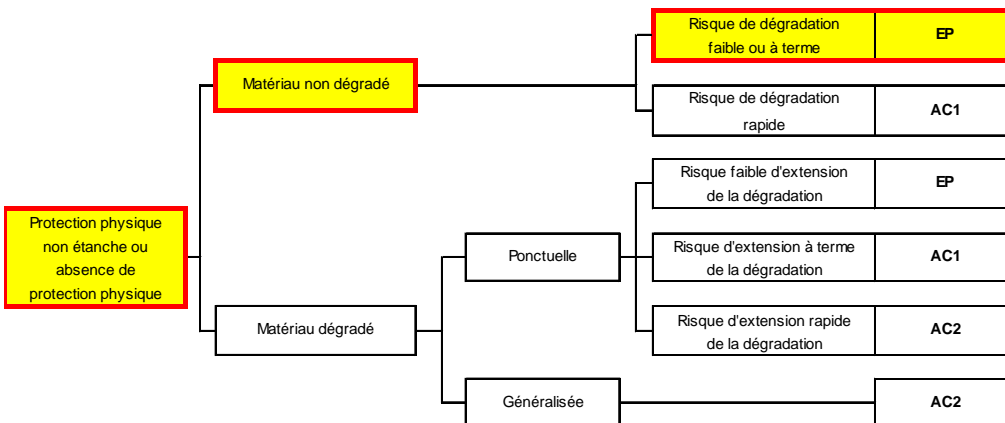 Risque de dégradation
faible ou à terme
EP
Matériau non dégradé
Risque de dégradation
rapide
AC1
Risque faible d'extension
de la dégradation
EP
Protection physique
non étanche ou
absence de
protection physique
Ponctuelle
Risque d'extension à terme
de la dégradation
AC1
Matériau dégradé
Risque d'extension rapide
de la dégradation
AC2
Généralisée
AC2